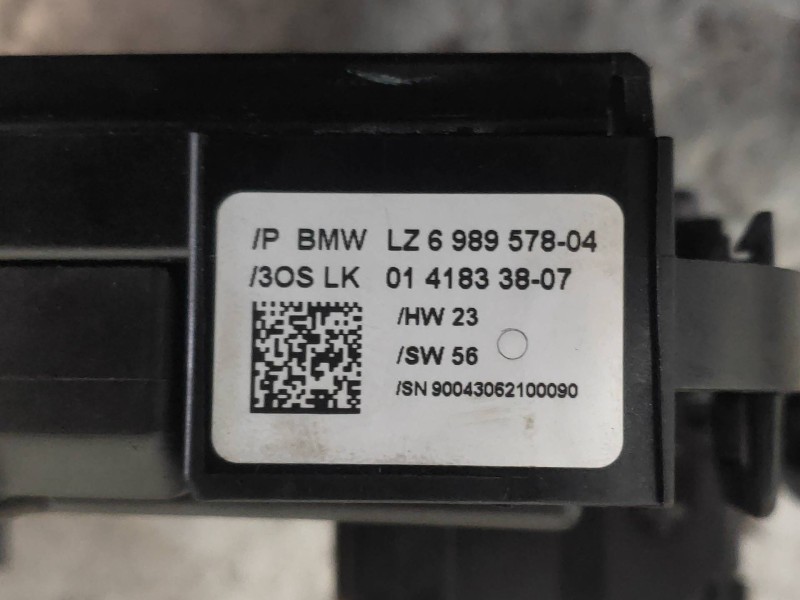 /P BMW LZ 6 989 578-04
/3OS LK 01 4183 38-07
/HW 23
/SW 56
/SN 90043062100090